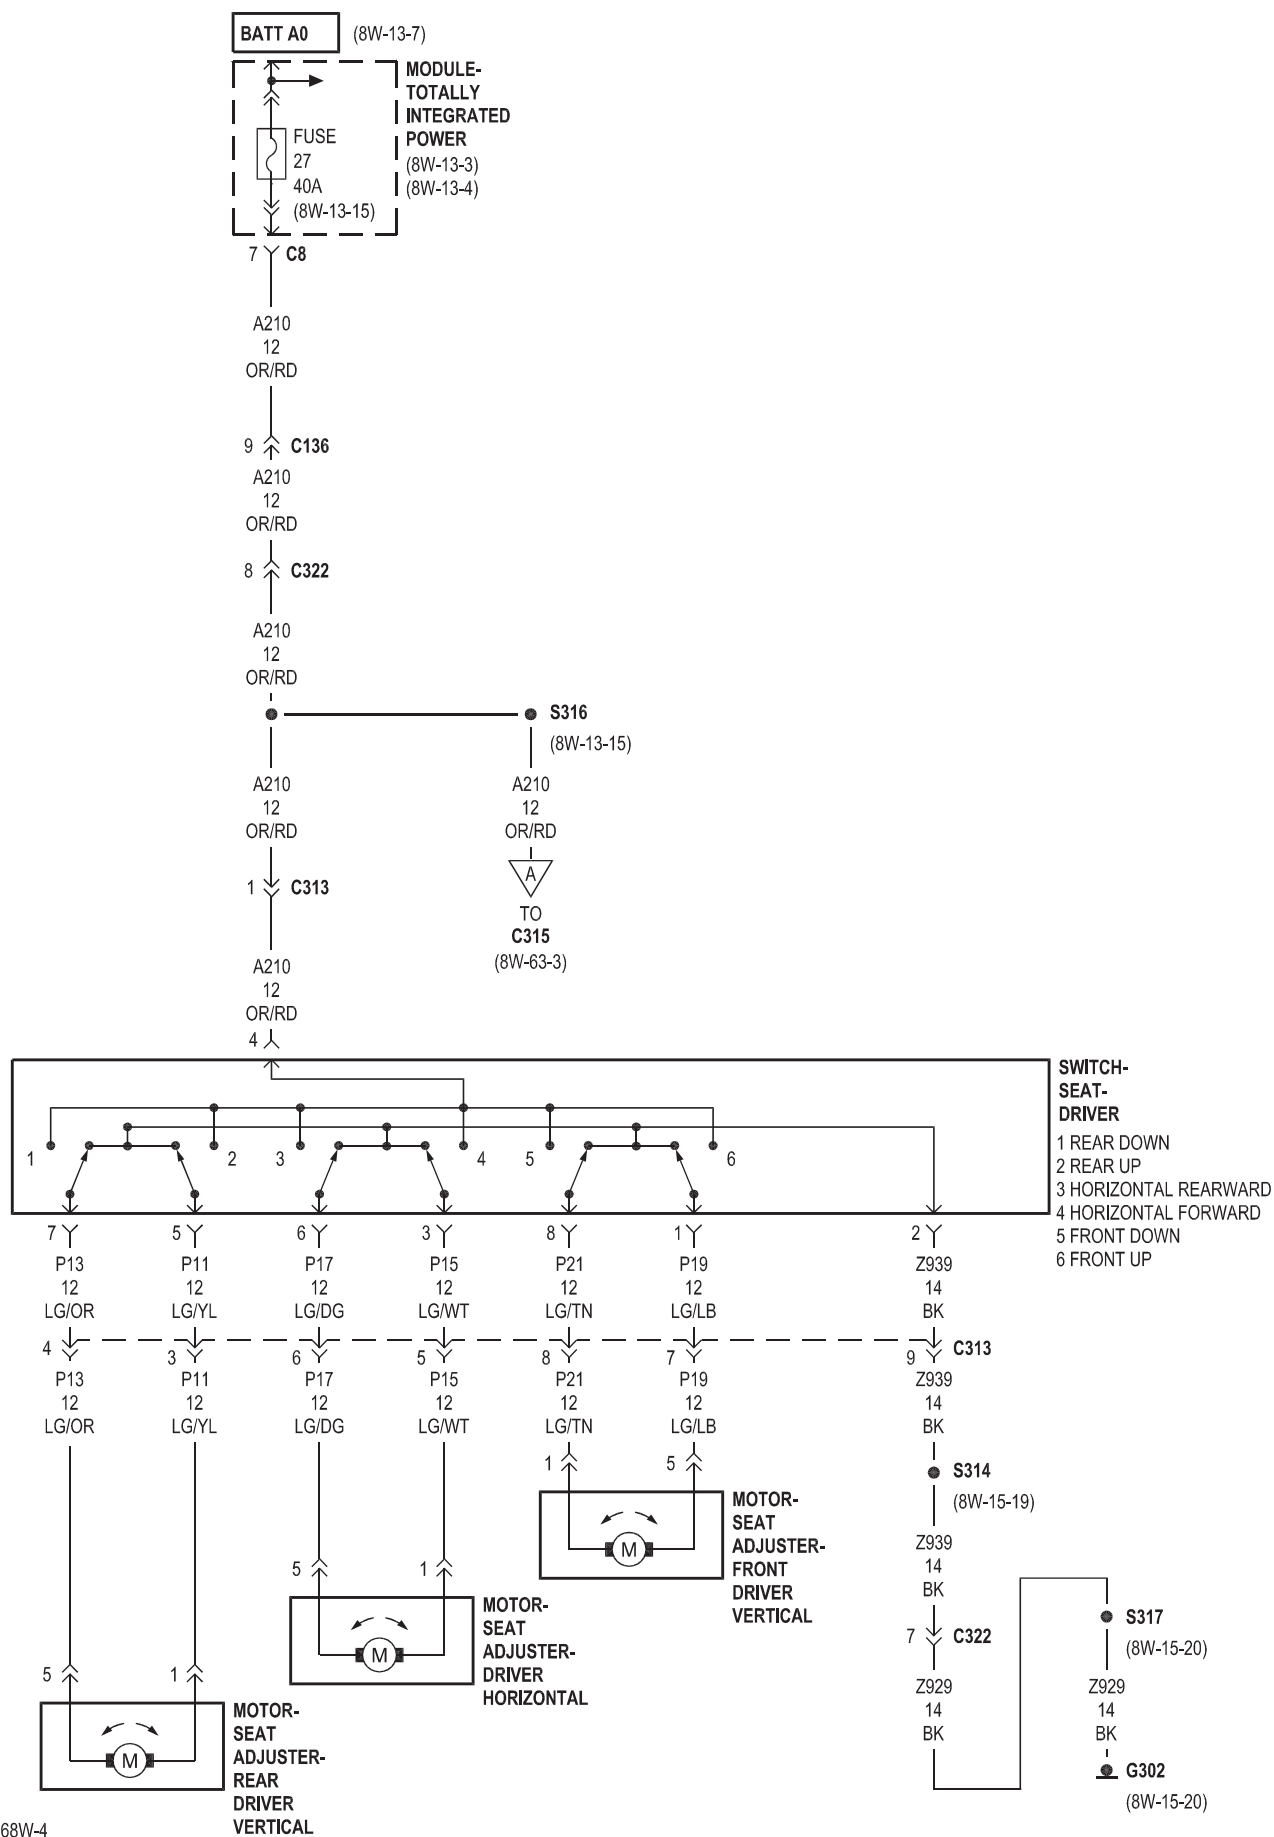 BATT A0 (8W-13-7)
MODULE-
TOTALLY
INTEGRATED
POWER
(8W-13-3)
(8W-13-4)
FUSE
27
40A
(8W-13-15)
7 C8
A210
12
OR/RD
9 C136
A210
12
OR/RD
8 C322
A210
12
OR/RD
S316
(8W-13-15)
A210
12
OR/RD
A210
12
OR/RD
1 C313
A
TO
C315
(8W-63-3)
A210
12
OR/RD
4
SWITCH-
SEAT-
DRIVER
1 REAR DOWN
2 REAR UP
3 HORIZONTAL REARWARD
4 HORIZONTAL FORWARD
5 FRONT DOWN
6 FRONT UP
1 2 3 4 5 6
7 5 6 3 8 1 2
P13 P11 P17 P15 P21 P19 Z939
12 12 12 12 12 12 14
LG/OR LG/YL LG/DG LG/WT LG/TN LG/LB BK
4 3 6 5 8 7 9 C313
P13 P11 P17 P15 P21 P19 Z939
12 12 12 12 12 12 14
LG/OR LG/YL LG/DG LG/WT LG/TN LG/LB BK
1 5
S314
(8W-15-19)
M
MOTOR-
SEAT
ADJUSTER-
FRONT
DRIVER
VERTICAL
Z939
14
BK
5 1
M
MOTOR-
SEAT
ADJUSTER-
DRIVER
HORIZONTAL
7 C322
S317
(8W-15-20)
5 1
M
MOTOR-
SEAT
ADJUSTER-
REAR
DRIVER
VERTICAL
Z929
14
BK
Z929
14
BK
G302
(8W-15-20)
68W-4